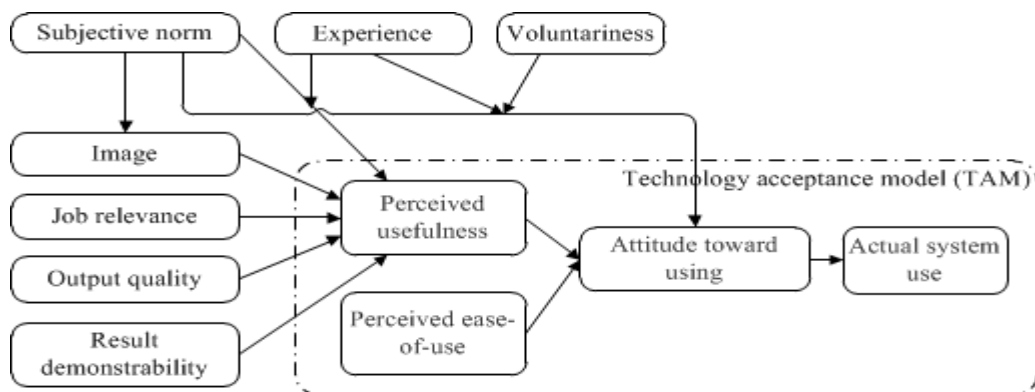 Subjective norm
Experience
Voluntariness
Image
Technology acceptance model (TAM)
Job relevance
Perceived
usefulness
Attitude toward
using
Actual system
use
Output quality
Perceived ease-
of-use
Result
demonstrability